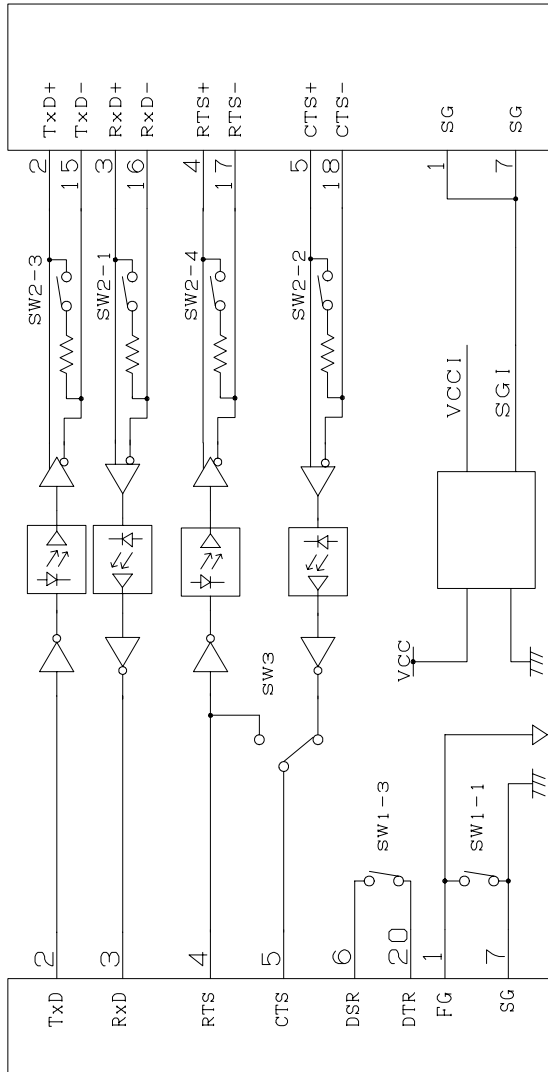 TxD+
TxD-
RxD+
RxD-
RTS+
RTS-
CTS+
CTS-
SG
SG
2
15
3
16
4
17
5
18
1
7
SW2-3
SW2-1
SW2-4
SW2-2
VCCI
SGI
VCC
SW3
SW1-3
SW1-1
2
3
4
5
6
20
1
7
TxD
RxD
RTS
CTS
DSR
DTR
FG
SG